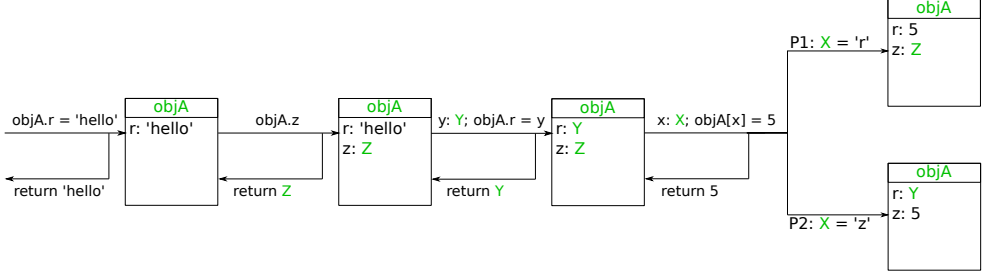 objA.r = 'hello'
return 'hello'
objA
r: 'hello'
objA.z
return Z
objA
r: 'hello'
z: Z
y: Y; objA.r = y
return Y
objA
r: Y
z: Z
x: X; objA[x] = 5
return 5
P1: X = 'r'
objA
r: 5
z: Z
P2: X = 'z'
objA
r: Y
z: 5